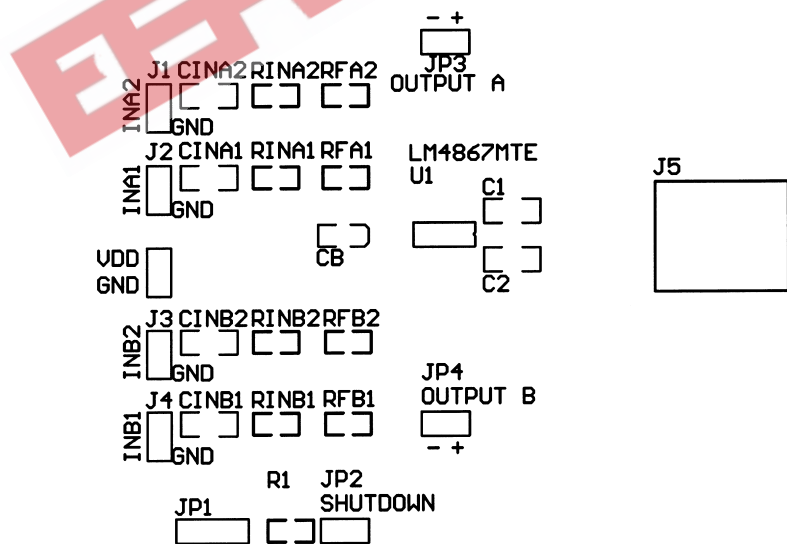 - +
JP3
OUTPUT A
J1 CINA2 RINA2 RFA2
INA2
GND
J2 CINA1 RINA1 RFA1
INA1
GND
LM4867MTE
U1
C1
J5
CB
C2
VDD
GND
J3 CINB2 RINB2 RFB2
INB2
GND
JP4
OUTPUT B
- +
J4 CINB1 RINB1 RFB1
INB1
GND
R1
JP2
SHUTDOWN
JP1